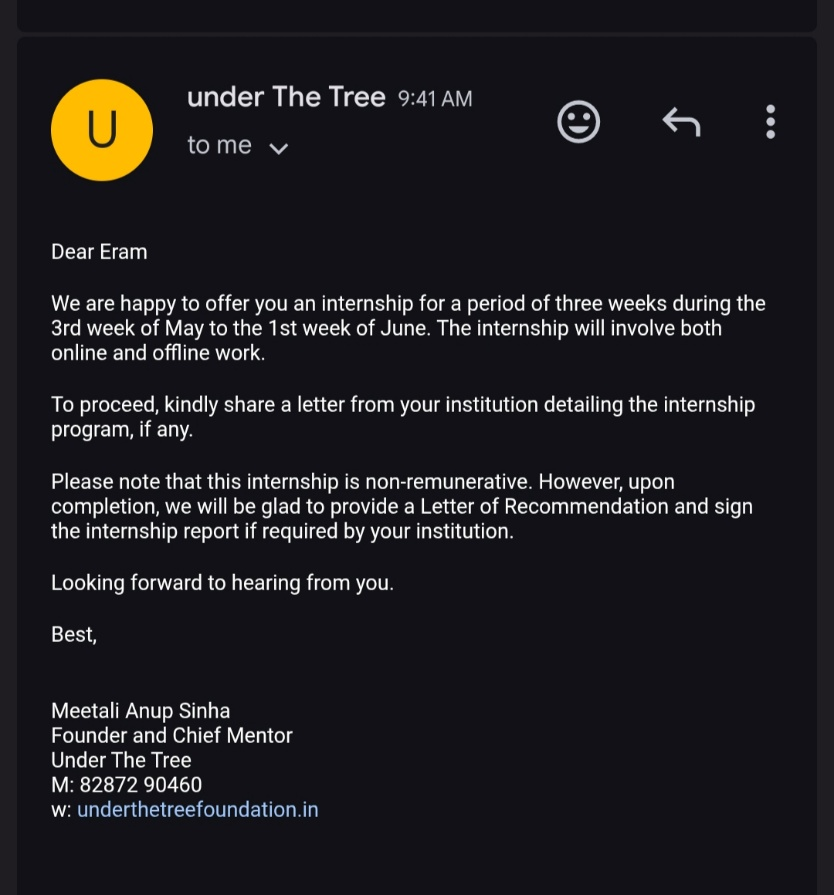 U
under The Tree 9:41 AM
to me
Dear Eram
We are happy to offer you an internship for a period of three weeks during the
3rd week of May to the 1st week of June. The internship will involve both
online and offline work.
To proceed, kindly share a letter from your institution detailing the internship
program, if any.
Please note that this internship is non-remunerative. However, upon
completion, we will be glad to provide a Letter of Recommendation and sign
the internship report if required by your institution.
Looking forward to hearing from you.
Best,
Meetali Anup Sinha
Founder and Chief Mentor
Under The Tree
M: 82872 90460
w: underthetreefoundation.in